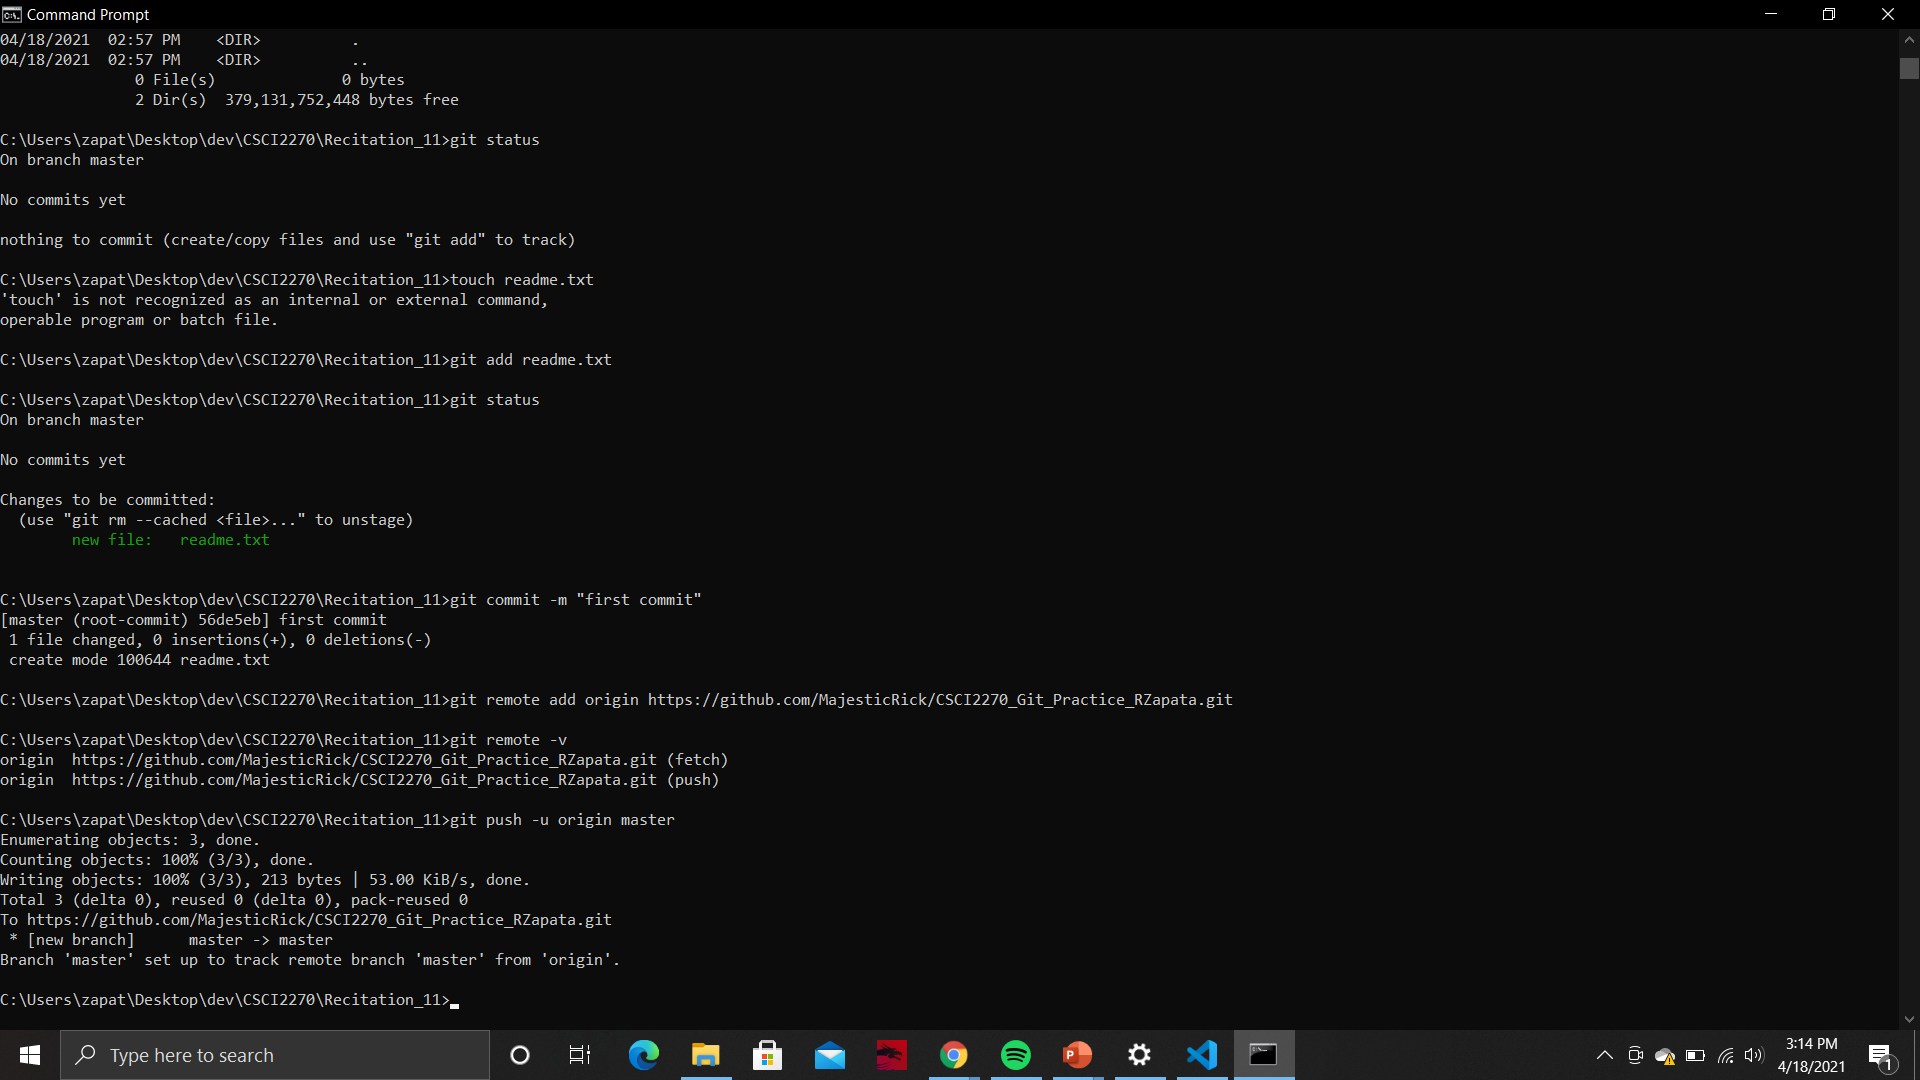 Command Prompt
04/18/2021  02:57 PM    <DIR>          .
04/18/2021  02:57 PM    <DIR>          ..
               0 File(s)              0 bytes
               2 Dir(s)  379,131,752,448 bytes free
C:\Users\zapat\Desktop\dev\CSCI2270\Recitation_11>git status
On branch master
No commits yet
nothing to commit (create/copy files and use "git add" to track)
C:\Users\zapat\Desktop\dev\CSCI2270\Recitation_11>touch readme.txt
'touch' is not recognized as an internal or external command,
operable program or batch file.
C:\Users\zapat\Desktop\dev\CSCI2270\Recitation_11>git add readme.txt
C:\Users\zapat\Desktop\dev\CSCI2270\Recitation_11>git status
On branch master
No commits yet
Changes to be committed:
  (use "git rm --cached <file>..." to unstage)
        new file:   readme.txt
C:\Users\zapat\Desktop\dev\CSCI2270\Recitation_11>git commit -m "first commit"
[master (root-commit) 56de5eb] first commit
 1 file changed, 0 insertions(+), 0 deletions(-)
 create mode 100644 readme.txt
C:\Users\zapat\Desktop\dev\CSCI2270\Recitation_11>git remote add origin https://github.com/MajesticRick/CSCI2270_Git_Practice_RZapata.git
C:\Users\zapat\Desktop\dev\CSCI2270\Recitation_11>git remote -v
origin  https://github.com/MajesticRick/CSCI2270_Git_Practice_RZapata.git (fetch)
origin  https://github.com/MajesticRick/CSCI2270_Git_Practice_RZapata.git (push)
C:\Users\zapat\Desktop\dev\CSCI2270\Recitation_11>git push -u origin master
Enumerating objects: 3, done.
Counting objects: 100% (3/3), done.
Writing objects: 100% (3/3), 213 bytes | 53.00 KiB/s, done.
Total 3 (delta 0), reused 0 (delta 0), pack-reused 0
To https://github.com/MajesticRick/CSCI2270_Git_Practice_RZapata.git
 * [new branch]      master -> master
Branch 'master' set up to track remote branch 'master' from 'origin'.
C:\Users\zapat\Desktop\dev\CSCI2270\Recitation_11>
Type here to search
3:14 PM
4/18/2021
1